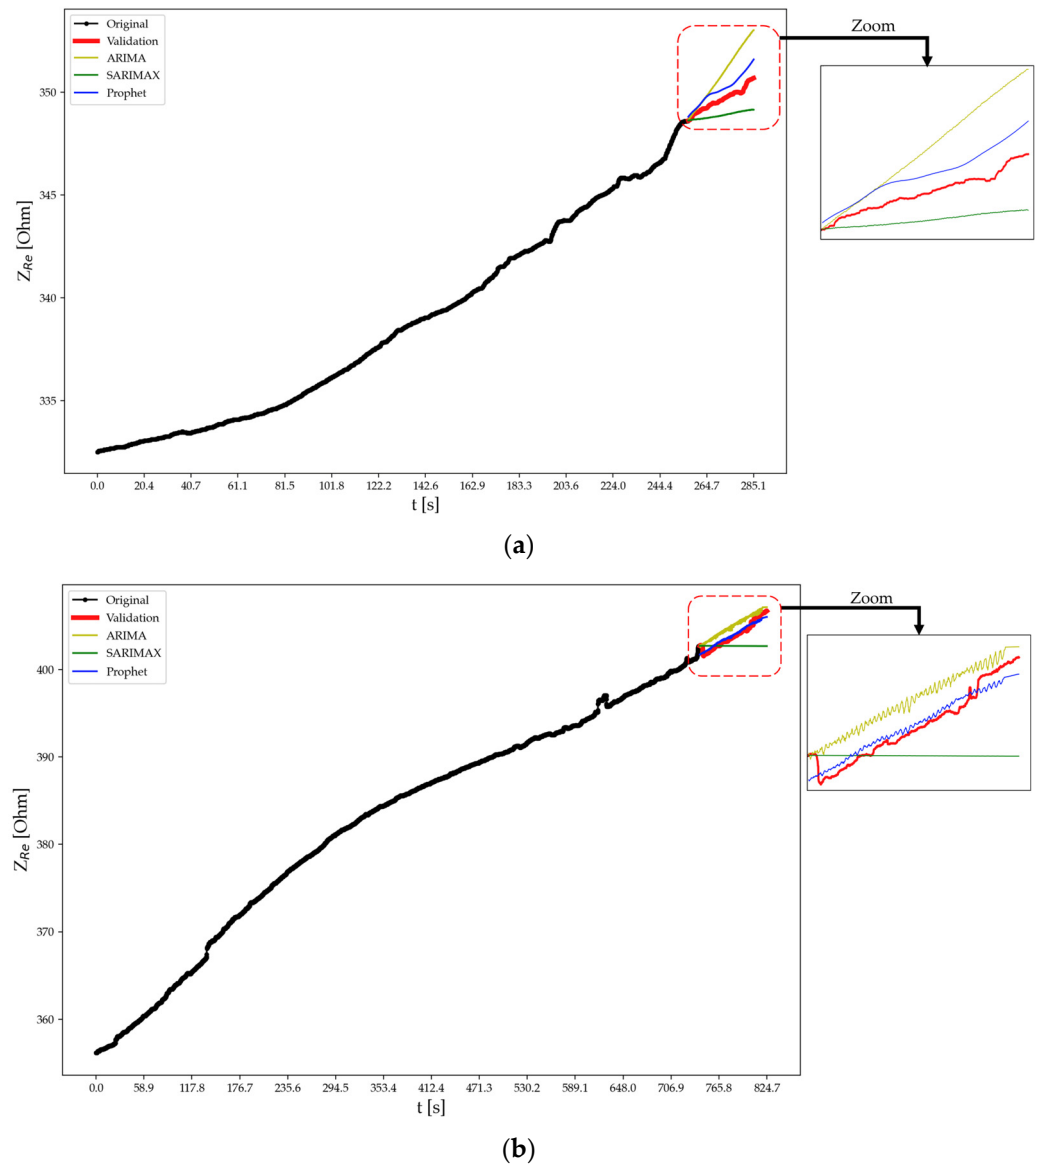 Original
Validation
ARIMA
SARIMAX
Prophet
Zoom
350
345
340
335
Z_Re [Ohm]
0.0 20.4 40.7 61.1 81.5 101.8 122.2 142.6 162.9 183.3 203.6 224.0 244.4 264.7 285.1
t [s]
(a)
Original
Validation
ARIMA
SARIMAX
Prophet
Zoom
400
390
380
370
360
Z_Re [Ohm]
0.0 58.9 117.8 176.7 235.6 294.5 353.4 412.4 471.3 530.2 589.1 648.0 706.9 765.8 824.7
t [s]
(b)